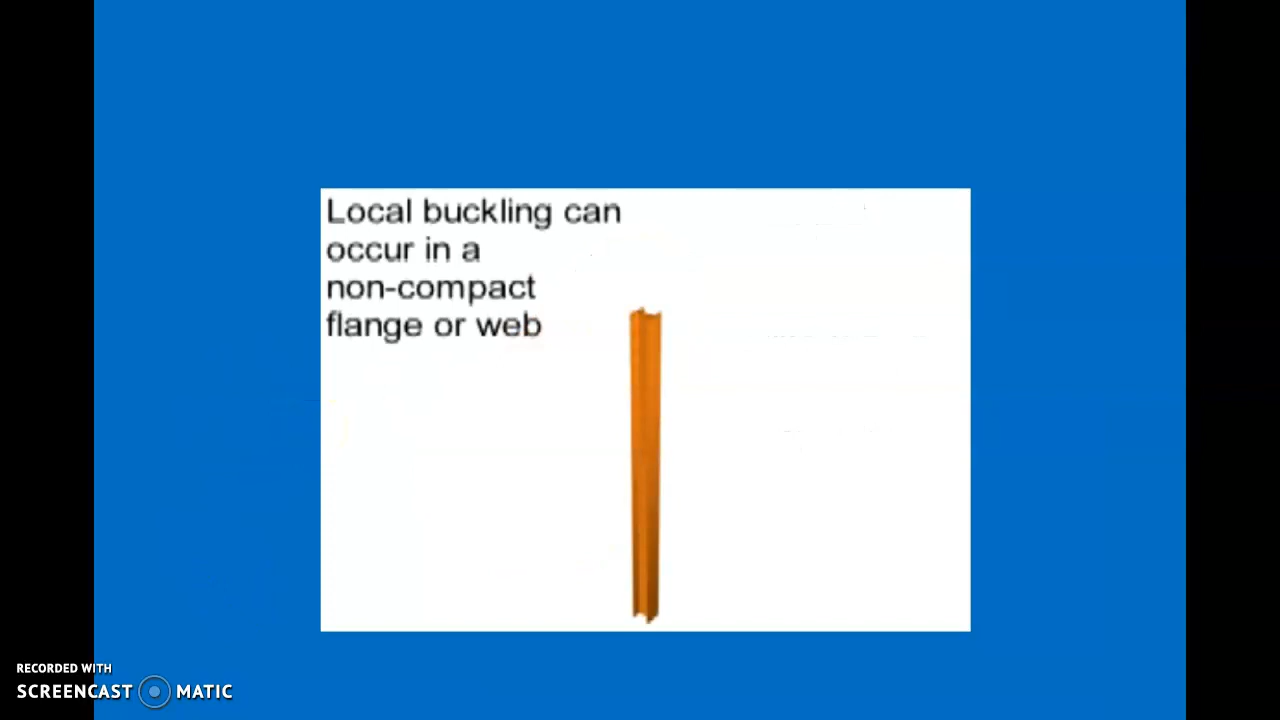 Local buckling can
occur in a
non-compact
flange or web
RECORDED WITH
SCREENCAST MATIC